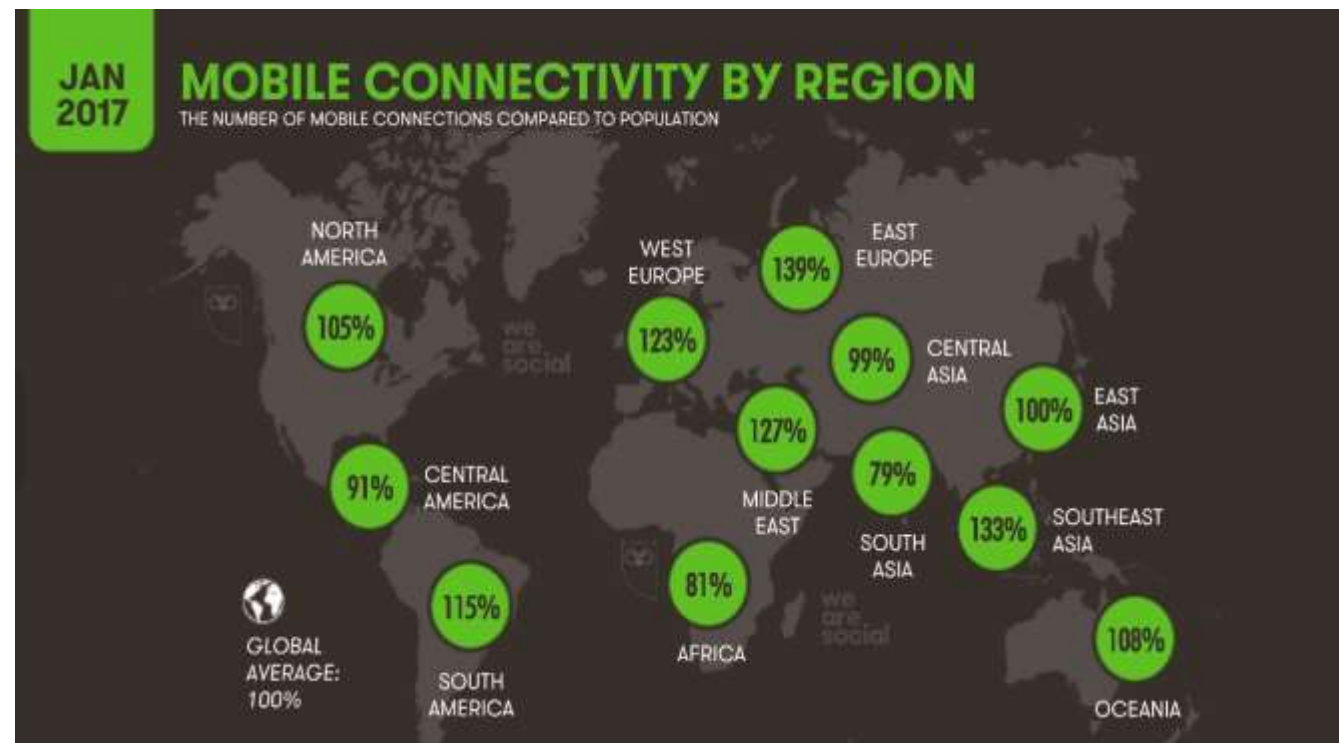 JAN
2017
MOBILE CONNECTIVITY BY REGION
THE NUMBER OF MOBILE CONNECTIONS COMPARED TO POPULATION
NORTH
AMERICA
105%
WEST
EUROPE
123%
139%
EAST
EUROPE
99%
CENTRAL
ASIA
100%
EAST
ASIA
127%
MIDDLE
EAST
79%
SOUTH
ASIA
133%
SOUTHEAST
ASIA
91%
CENTRAL
AMERICA
115%
SOUTH
AMERICA
81%
AFRICA
108%
OCEANIA
GLOBAL
AVERAGE:
100%
we
are
social
we
are
social